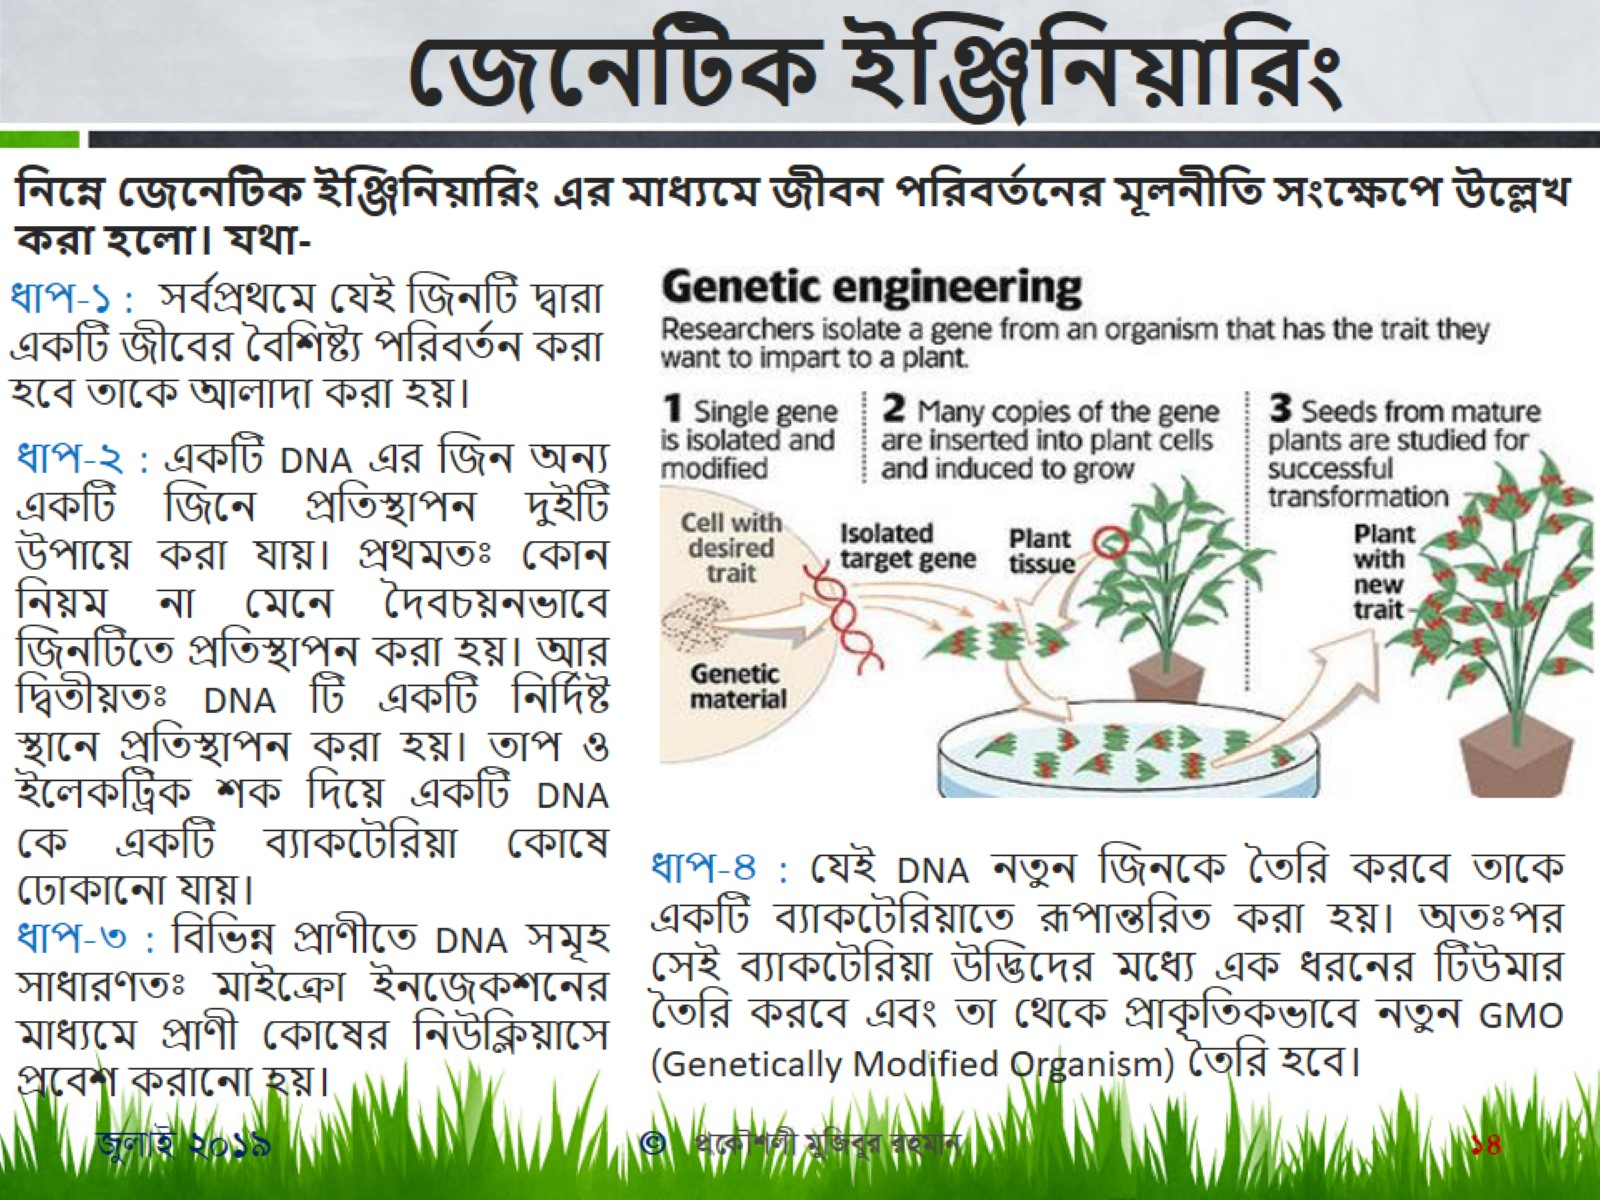 জেনেটিক ইঞ্জিনিয়ারিং
নিম্নে জেনেটিক ইঞ্জিনিয়ারিং এর মাধ্যমে জীবন পরিবর্তনের মূলনীতি সংক্ষেপে উল্লেখ
করা হলো। যথা-
ধাপ-১ : সর্বপ্রথমে যেই জিনটি দ্বারা
একটি জীবের বৈশিষ্ট্য পরিবর্তন করা
হবে তাকে আলাদা করা হয়।
ধাপ-২ : একটি DNA এর জিন অন্য
একটি জিনে প্রতিস্থাপন দুইটি
উপায়ে করা যায়। প্রথমতঃ কোন
নিয়ম না মেনে দৈবচয়নভাবে
জিনটিতে প্রতিস্থাপন করা হয়। আর
দ্বিতীয়তঃ DNA টি একটি নির্দিষ্ট
স্থানে প্রতিস্থাপন করা হয়। তাপ ও
ইলেকট্রিক শক দিয়ে একটি DNA
কে একটি ব্যাকটেরিয়া কোষে
ঢোকানো যায়।
ধাপ-৩ : বিভিন্ন প্রাণীতে DNA সমূহ
সাধারণতঃ মাইক্রো ইনজেকশনের
মাধ্যমে প্রাণী কোষের নিউক্লিয়াসে
প্রবেশ করানো হয়।
Genetic engineering
Researchers isolate a gene from an organism that has the trait they
want to impart to a plant.
1 Single gene
is isolated and
modified
2 Many copies of the gene
are inserted into plant cells
and induced to grow
3 Seeds from mature
plants are studied for
successful
transformation
Cell with
desired
trait
Isolated
target gene
Plant
tissue
Plant
with
new
trait
Genetic
material
ধাপ-৪ : যেই DNA নতুন জিনকে তৈরি করবে তাকে
একটি ব্যাকটেরিয়াতে রূপান্তরিত করা হয়। অতঃপর
সেই ব্যাকটেরিয়া উদ্ভিদের মধ্যে এক ধরনের টিউমার
তৈরি করবে এবং তা থেকে প্রাকৃতিকভাবে নতুন GMO
(Genetically Modified Organism) তৈরি হবে।
জুলাই ২০১৯
© প্রকৌশলী মুজিবুর রহমান
১৪